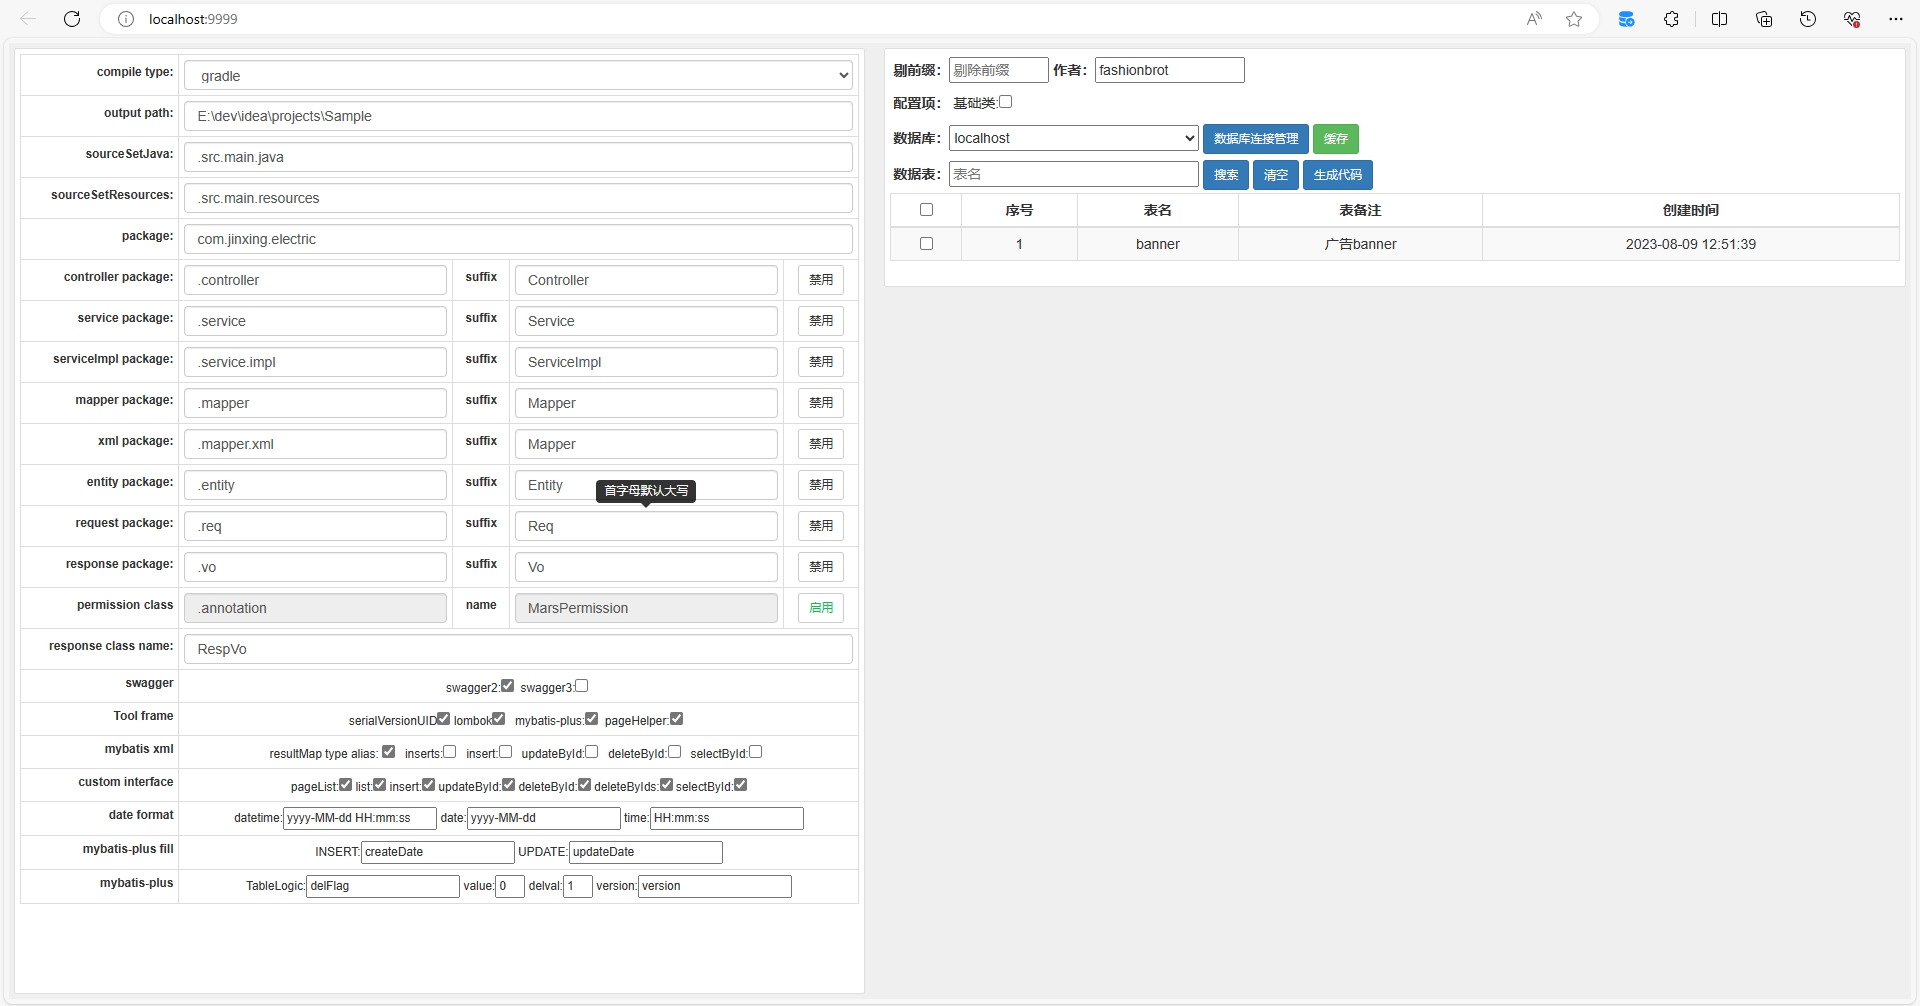 localhost:9999
compile type: gradle
output path: E:\dev\idea\projects\Sample
sourceSetJava: .src.main.java
sourceSetResources: .src.main.resources
package: com.jinxing.electric
controller package: .controller suffix Controller 禁用
service package: .service suffix Service 禁用
serviceImpl package: .service.impl suffix ServiceImpl 禁用
mapper package: .mapper suffix Mapper 禁用
xml package: .mapper.xml suffix Mapper 禁用
entity package: .entity suffix Entity 禁用
首字母默认大写
request package: .req suffix Req 禁用
response package: .vo suffix Vo 禁用
permission class .annotation name MarsPermission 启用
response class name: RespVo
swagger swagger2: swagger3:
Tool frame serialVersionUID lombok mybatis-plus: pageHelper:
mybatis xml resultMap type alias: inserts: insert: updateById: deleteById: selectById:
custom interface pageList: list: insert: updateById: deleteById: deleteByIds: selectById:
date format datetime: yyyy-MM-dd HH:mm:ss date: yyyy-MM-dd time: HH:mm:ss
mybatis-plus fill INSERT: createDate UPDATE: updateDate
mybatis-plus TableLogic: delFlag value: 0 delval: 1 version: version
剔前缀： 剔除前缀 作者： fashionbrot
配置项： 基础类:
数据库： localhost 数据库连接管理 缓存
数据表： 表名 搜索 清空 生成代码
序号 表名 表备注 创建时间
1 banner 广告banner 2023-08-09 12:51:39